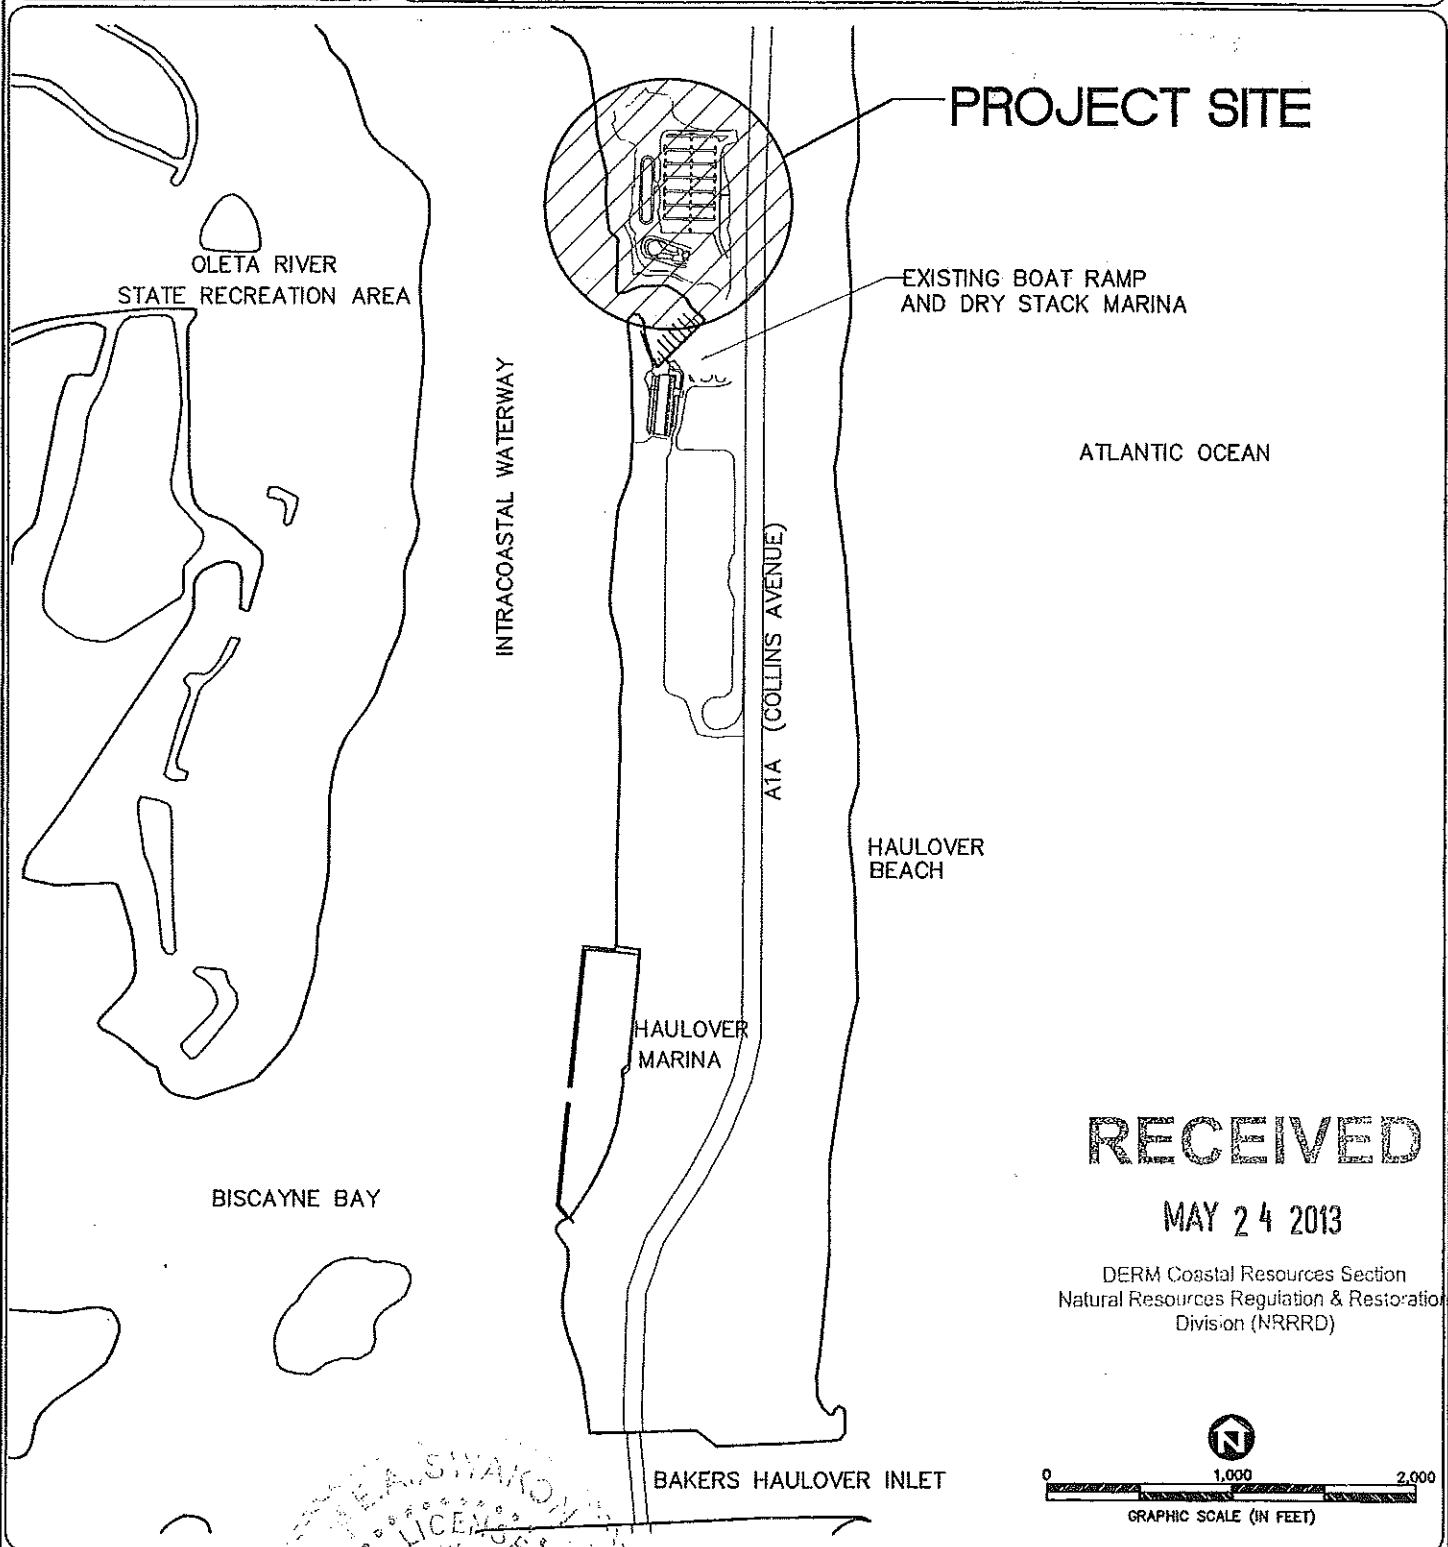 PROJECT SITE
OLETA RIVER
STATE RECREATION AREA
EXISTING BOAT RAMP
AND DRY STACK MARINA
INTRACOASTAL WATERWAY
ATLANTIC OCEAN
A1A (COLLINS AVENUE)
HAULOVER
BEACH
HAULOVER
MARINA
BISCAYNE BAY
RECEIVED
MAY 24 2013
DERM Coastal Resources Section
Natural Resources Regulation & Restoration
Division (NRRRD)
N
BAKERS HAULOVER INLET
0 1,000 2,000
GRAPHIC SCALE (IN FEET)